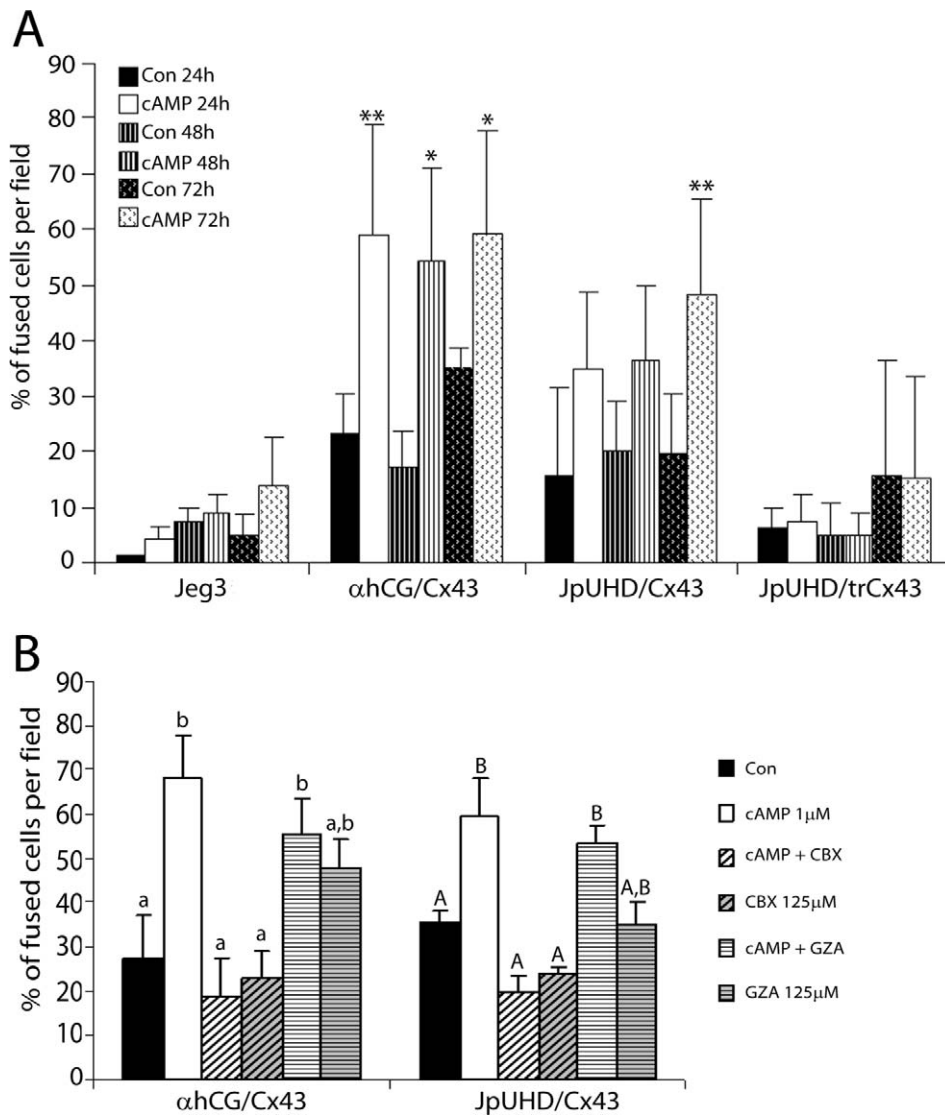 A
% of fused cells per field
90
80
70
60
50
40
30
20
10
0
Con 24h
cAMP 24h
Con 48h
cAMP 48h
Con 72h
cAMP 72h
**
*
*
**
Jeg3
αhCG/Cx43
JpUHD/Cx43
JpUHD/trCx43
B
% of fused cells per field
90
80
70
60
50
40
30
20
10
0
a
b
a
a
b
a,b
A
B
A
A
B
A,B
αhCG/Cx43
JpUHD/Cx43
Con
cAMP 1µM
cAMP + CBX
CBX 125µM
cAMP + GZA
GZA 125µM